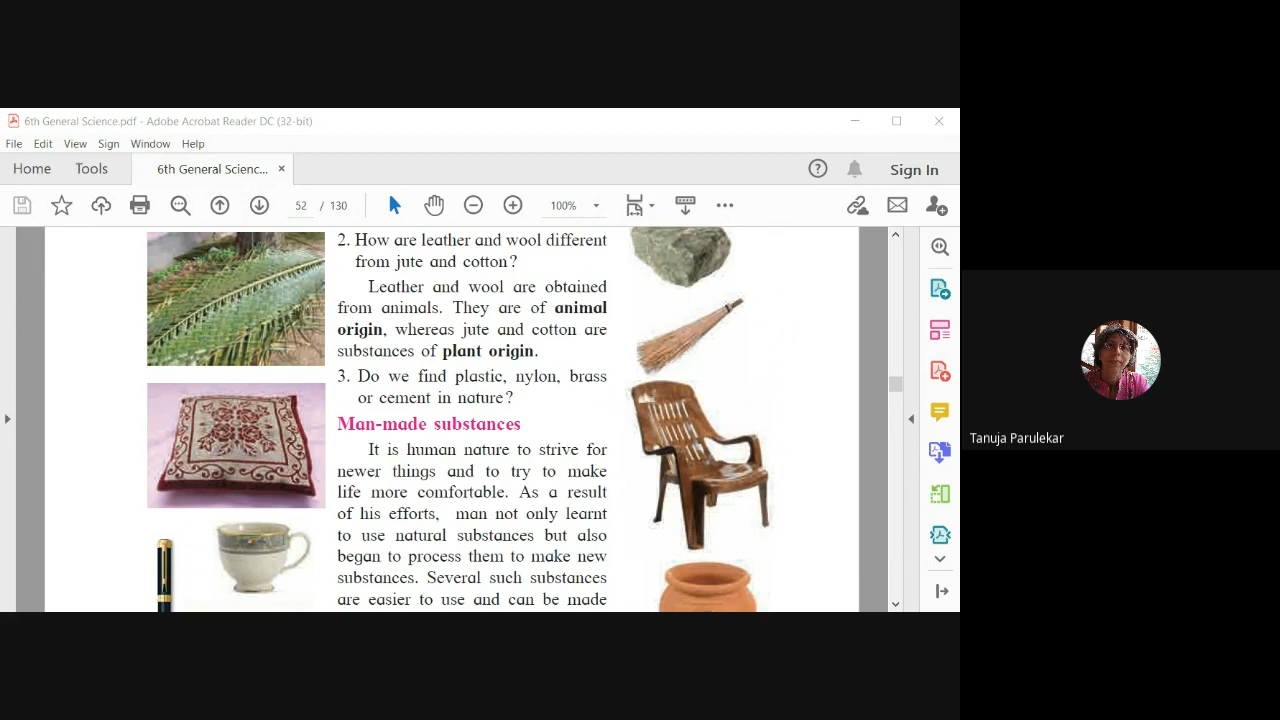 6th General Science.pdf - Adobe Acrobat Reader DC (32-bit)
File Edit View Sign Window Help
Home Tools 6th General Scienc... × Sign In
52 / 130 100%
2. How are leather and wool different
from jute and cotton?
Leather and wool are obtained
from animals. They are of animal
origin, whereas jute and cotton are
substances of plant origin.
3. Do we find plastic, nylon, brass
or cement in nature?
Man-made substances
It is human nature to strive for
newer things and to try to make
life more comfortable. As a result
of his efforts, man not only learnt
to use natural substances but also
began to process them to make new
substances. Several such substances
are easier to use and can be made
Tanuja Parulekar